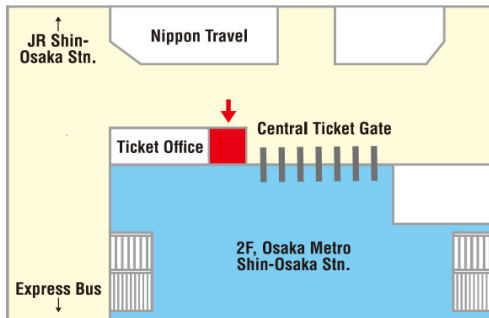 JR Shin-
Osaka Stn.
Nippon Travel
Ticket Office
Central Ticket Gate
2F, Osaka Metro
Shin-Osaka Stn.
Express Bus